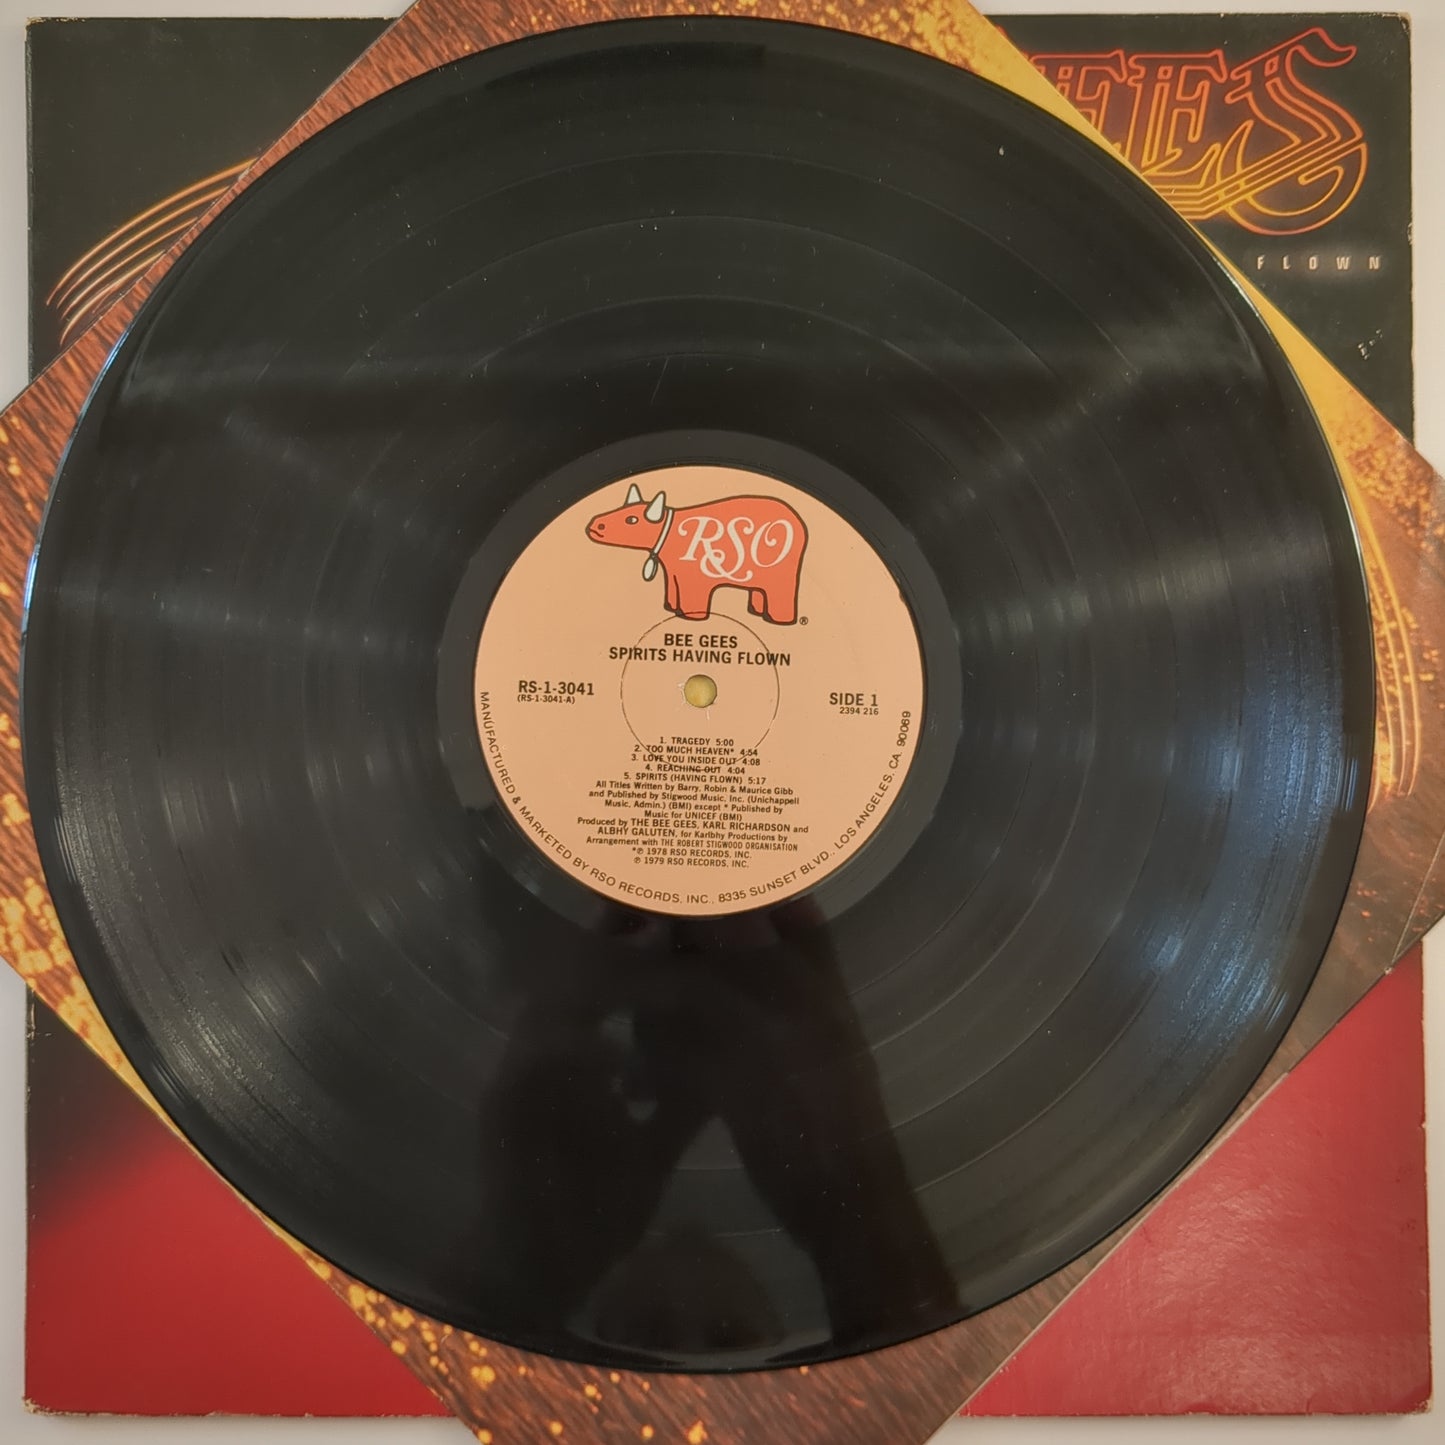 EES
FLOWN
RSO
®
BEE GEES
SPIRITS HAVING FLOWN
RS-1-3041
(RS-1-3041-A)
SIDE 1
2394 216
1. TRAGEDY 5:00
2. TOO MUCH HEAVEN* 4:54
3. LOVE YOU INSIDE OUT 4:08
4. REACHING OUT 4:04
5. SPIRITS (HAVING FLOWN) 5:17
All Titles Written by Barry, Robin & Maurice Gibb
and Published by Stigwood Music, Inc. (Unichappell
Music, Admin.) (BMI) except * Published by
Music for UNICEF (BMI)
Produced by THE BEE GEES, KARL RICHARDSON and
ALBHY GALUTEN, for Karlbhy Productions by
Arrangement with THE ROBERT STIGWOOD ORGANISATION
*℗ 1978 RSO RECORDS, INC.
℗ 1979 RSO RECORDS, INC.
MANUFACTURED & MARKETED BY RSO RECORDS, INC., 8335 SUNSET BLVD., LOS ANGELES, CA. 90069